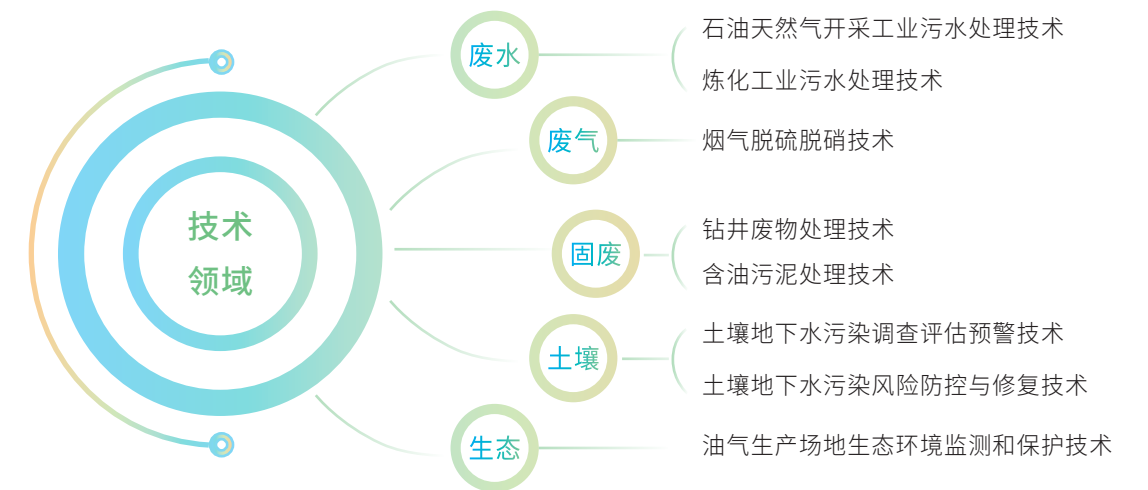 技术
领域
废水
石油天然气开采工业污水处理技术
炼化工业污水处理技术
废气
烟气脱硫脱硝技术
固废
钻井废物处理技术
含油污泥处理技术
土壤
土壤地下水污染调查评估预警技术
土壤地下水污染风险防控与修复技术
生态
油气生产场地生态环境监测和保护技术